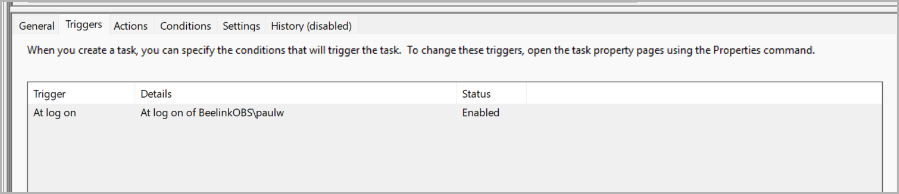 General Triggers Actions Conditions Settings History (disabled)
When you create a task, you can specify the conditions that will trigger the task. To change these triggers, open the task property pages using the Properties command.
Trigger Details Status
At log on At log on of BeelinkOBS\paulw Enabled